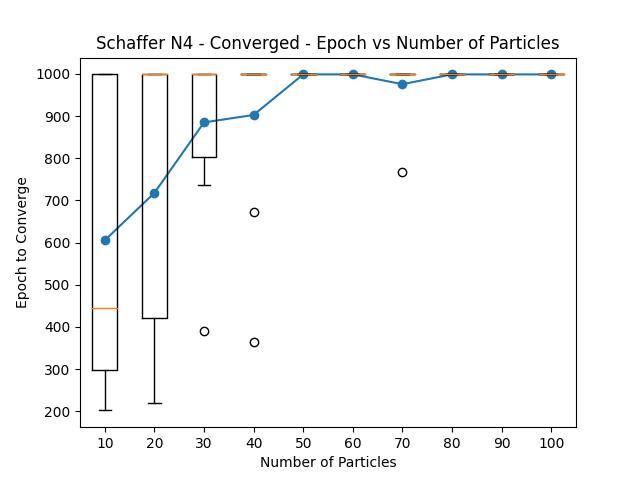 Schaffer N4 - Converged - Epoch vs Number of Particles
Epoch to Converge
1000
900
800
700
600
500
400
300
200
10 20 30 40 50 60 70 80 90 100
Number of Particles